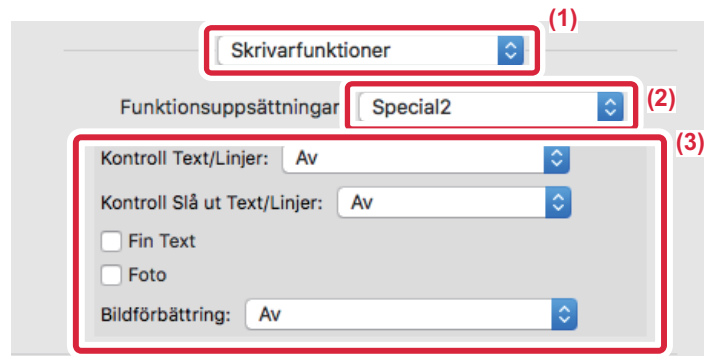 (1)
Skrivarfunktioner
Funktionsuppsättningar Special2 (2)
(3)
Kontroll Text/Linjer: Av
Kontroll Slå ut Text/Linjer: Av
Fin Text
Foto
Bildförbättring: Av